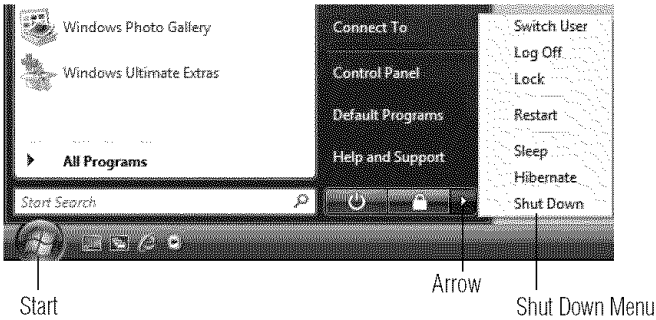 Windows Photo Gallery
Windows Ultimate Extras
All Programs
Start Search
Connect To
Control Panel
Default Programs
Help and Support
Switch User
Log Off
Lock
Restart
Sleep
Hibernate
Shut Down
Start
Arrow
Shut Down Menu